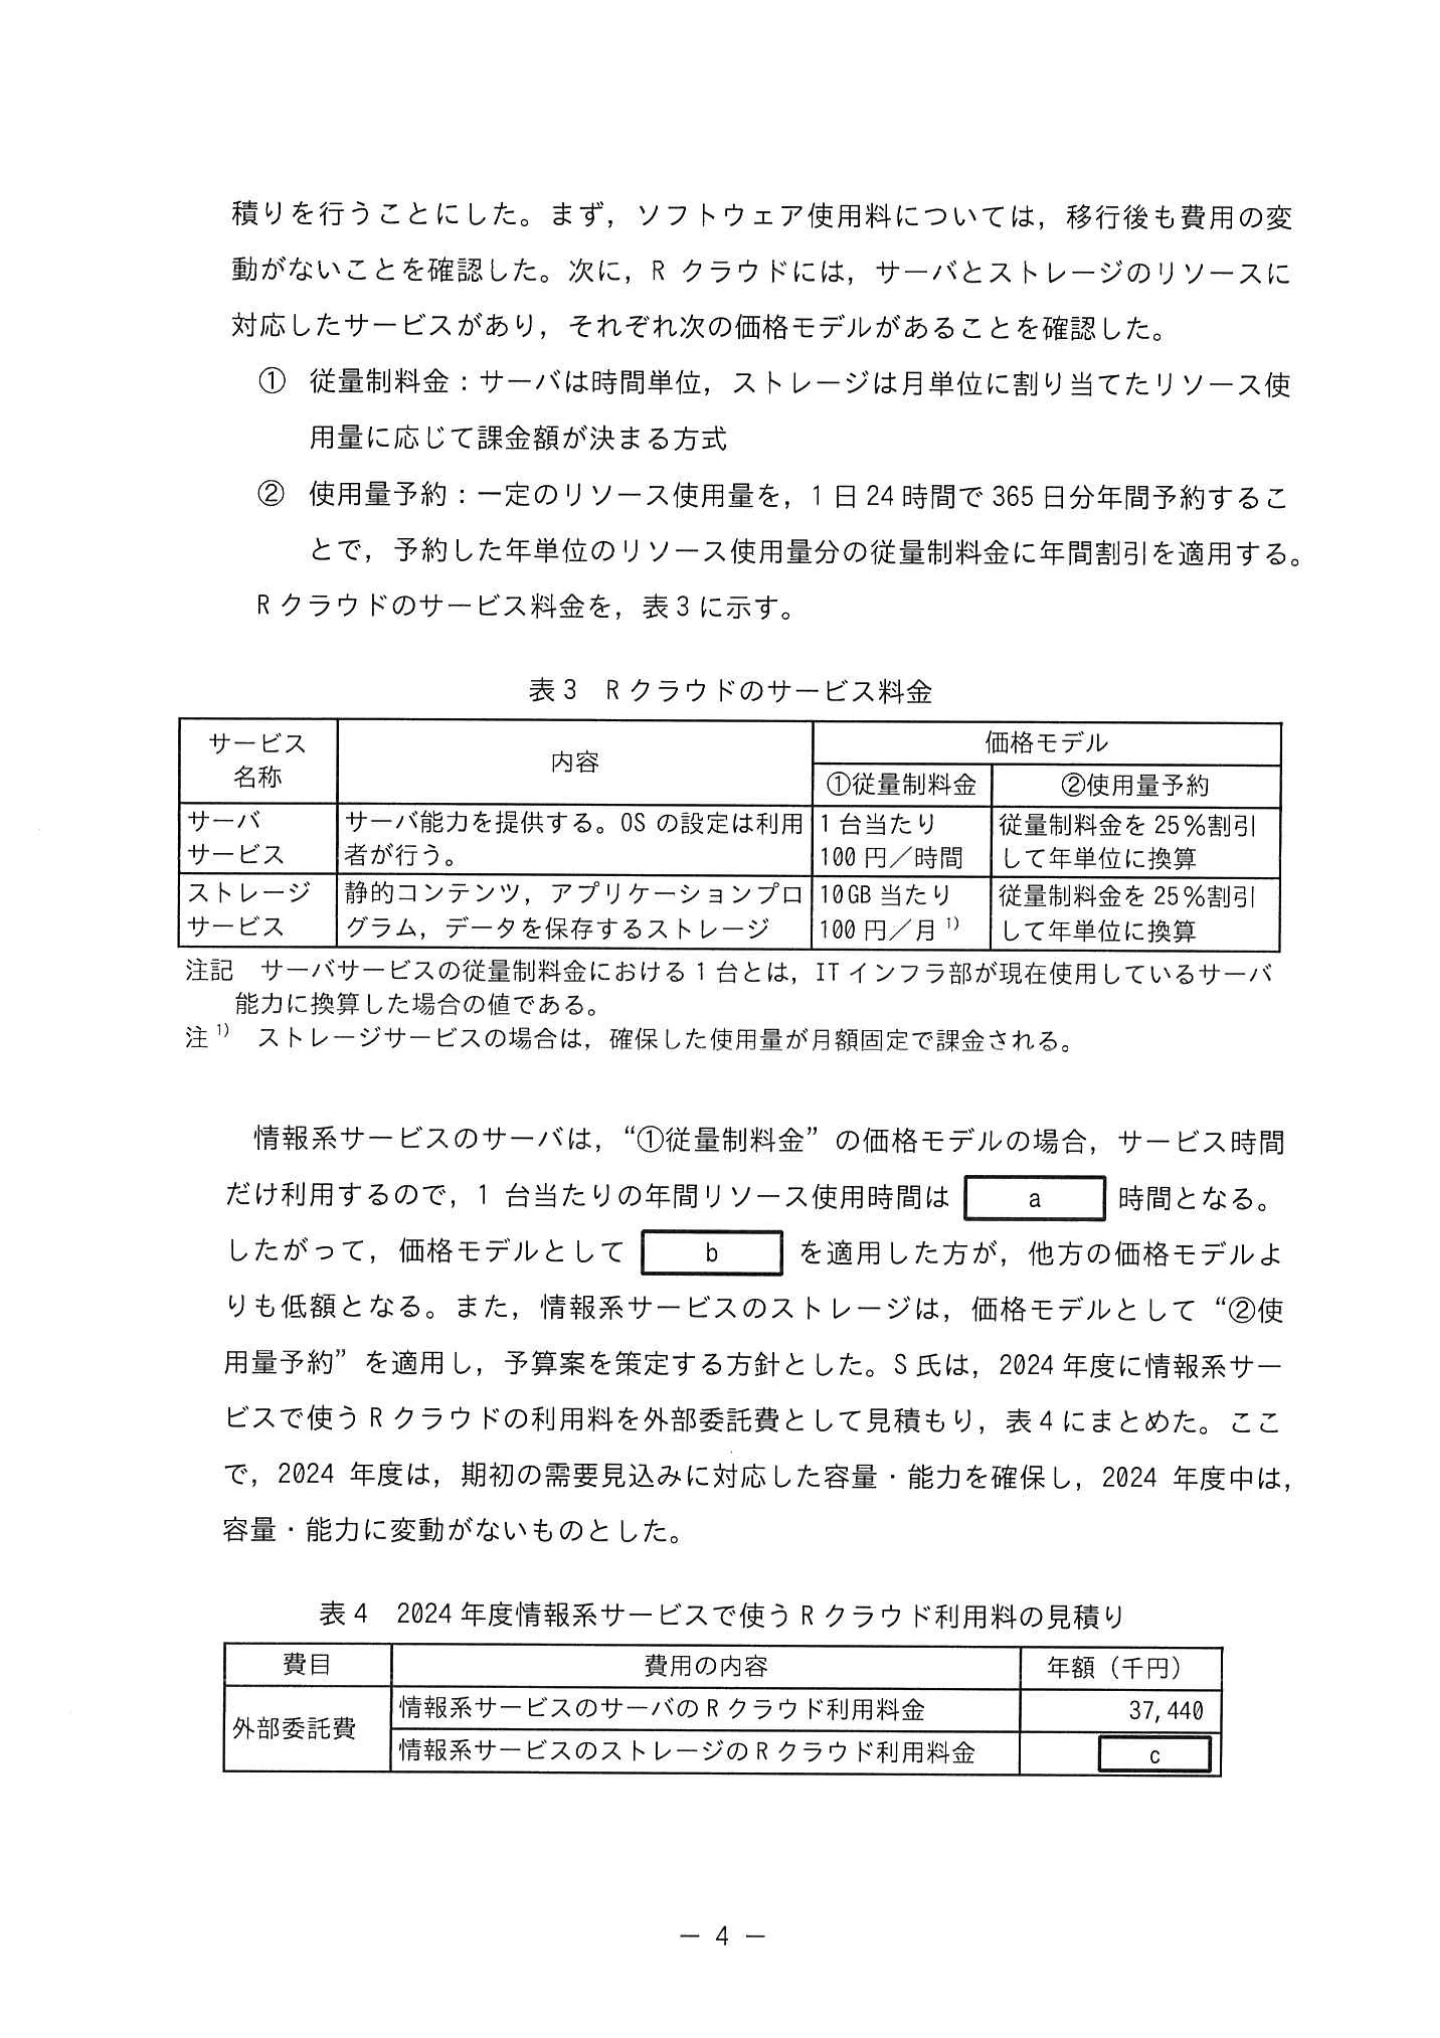 積りを行うことにした。まず，ソフトウェア使用料については，移行後も費用の変
動がないことを確認した。次に，R クラウドには，サーバとストレージのリソースに
対応したサービスがあり，それぞれ次の価格モデルがあることを確認した。
① 従量制料金：サーバは時間単位，ストレージは月単位に割り当てたリソース使
用量に応じて課金額が決まる方式
② 使用量予約：一定のリソース使用量を，1 日 24 時間で 365 日分年間予約するこ
とで，予約した年単位のリソース使用量分の従量制料金に年間割引を適用する。
R クラウドのサービス料金を，表 3 に示す。
表 3 R クラウドのサービス料金
サービス名称 内容 価格モデル
①従量制料金 ②使用量予約
サーバ サーバ能力を提供する。OS の設定は利用 1 台当たり 従量制料金を 25％割引
サービス 者が行う。 100 円／時間 して年単位に換算
ストレージ 静的コンテンツ，アプリケーションプロ 10GB 当たり 従量制料金を 25％割引
サービス グラム，データを保存するストレージ 100 円／月 1) して年単位に換算
注記 サーバサービスの従量制料金における 1 台とは，IT インフラ部が現在使用しているサーバ
能力に換算した場合の値である。
注 1) ストレージサービスの場合は，確保した使用量が月額固定で課金される。
情報系サービスのサーバは，“①従量制料金” の価格モデルの場合，サービス時間
だけ利用するので，1 台当たりの年間リソース使用時間は a 時間となる。
したがって，価格モデルとして b を適用した方が，他方の価格モデルよ
りも低額となる。また，情報系サービスのストレージは，価格モデルとして “②使
用量予約” を適用し，予算案を策定する方針とした。S 氏は，2024 年度に情報系サー
ビスで使う R クラウドの利用料を外部委託費として見積もり，表 4 にまとめた。ここ
で，2024 年度は，期初の需要見込みに対応した容量・能力を確保し，2024 年度中は，
容量・能力に変動がないものとした。
表 4 2024 年度情報系サービスで使う R クラウド利用料の見積り
費目 費用の内容 年額（千円）
外部委託費 情報系サービスのサーバの R クラウド利用料金 37,440
情報系サービスのストレージの R クラウド利用料金 c
－ 4 －